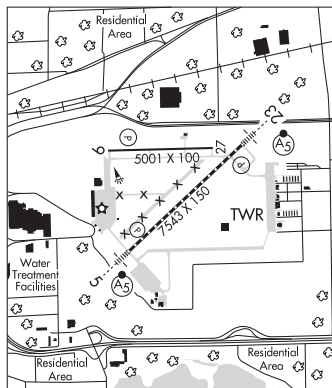 Residential
Area
23
A5
P
9
5001 X 100
27
P
X
X
X
X
X
X
X
7543 X 150
P
TWR
Water
Treatment
Facilities
5
A5
Residential
Area
Residential
Area